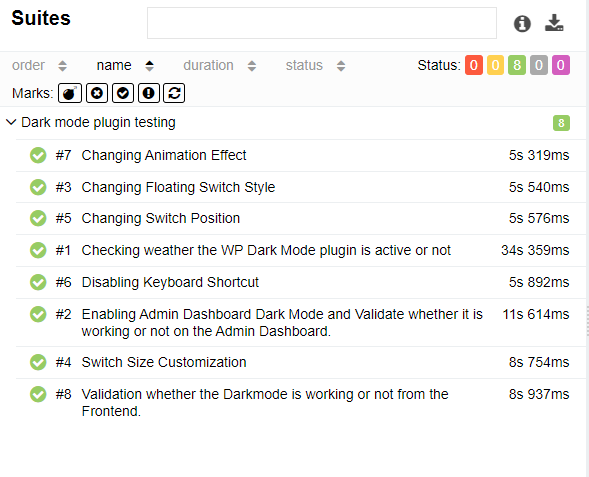 Suites
order name duration status Status: 0 0 8 0 0
Marks:
Dark mode plugin testing 8
#7 Changing Animation Effect 5s 319ms
#3 Changing Floating Switch Style 5s 540ms
#5 Changing Switch Position 5s 576ms
#1 Checking weather the WP Dark Mode plugin is active or not 34s 359ms
#6 Disabling Keyboard Shortcut 5s 892ms
#2 Enabling Admin Dashboard Dark Mode and Validate whether it is 11s 614ms
working or not on the Admin Dashboard.
#4 Switch Size Customization 8s 754ms
#8 Validation whether the Darkmode is working or not from the 8s 937ms
Frontend.